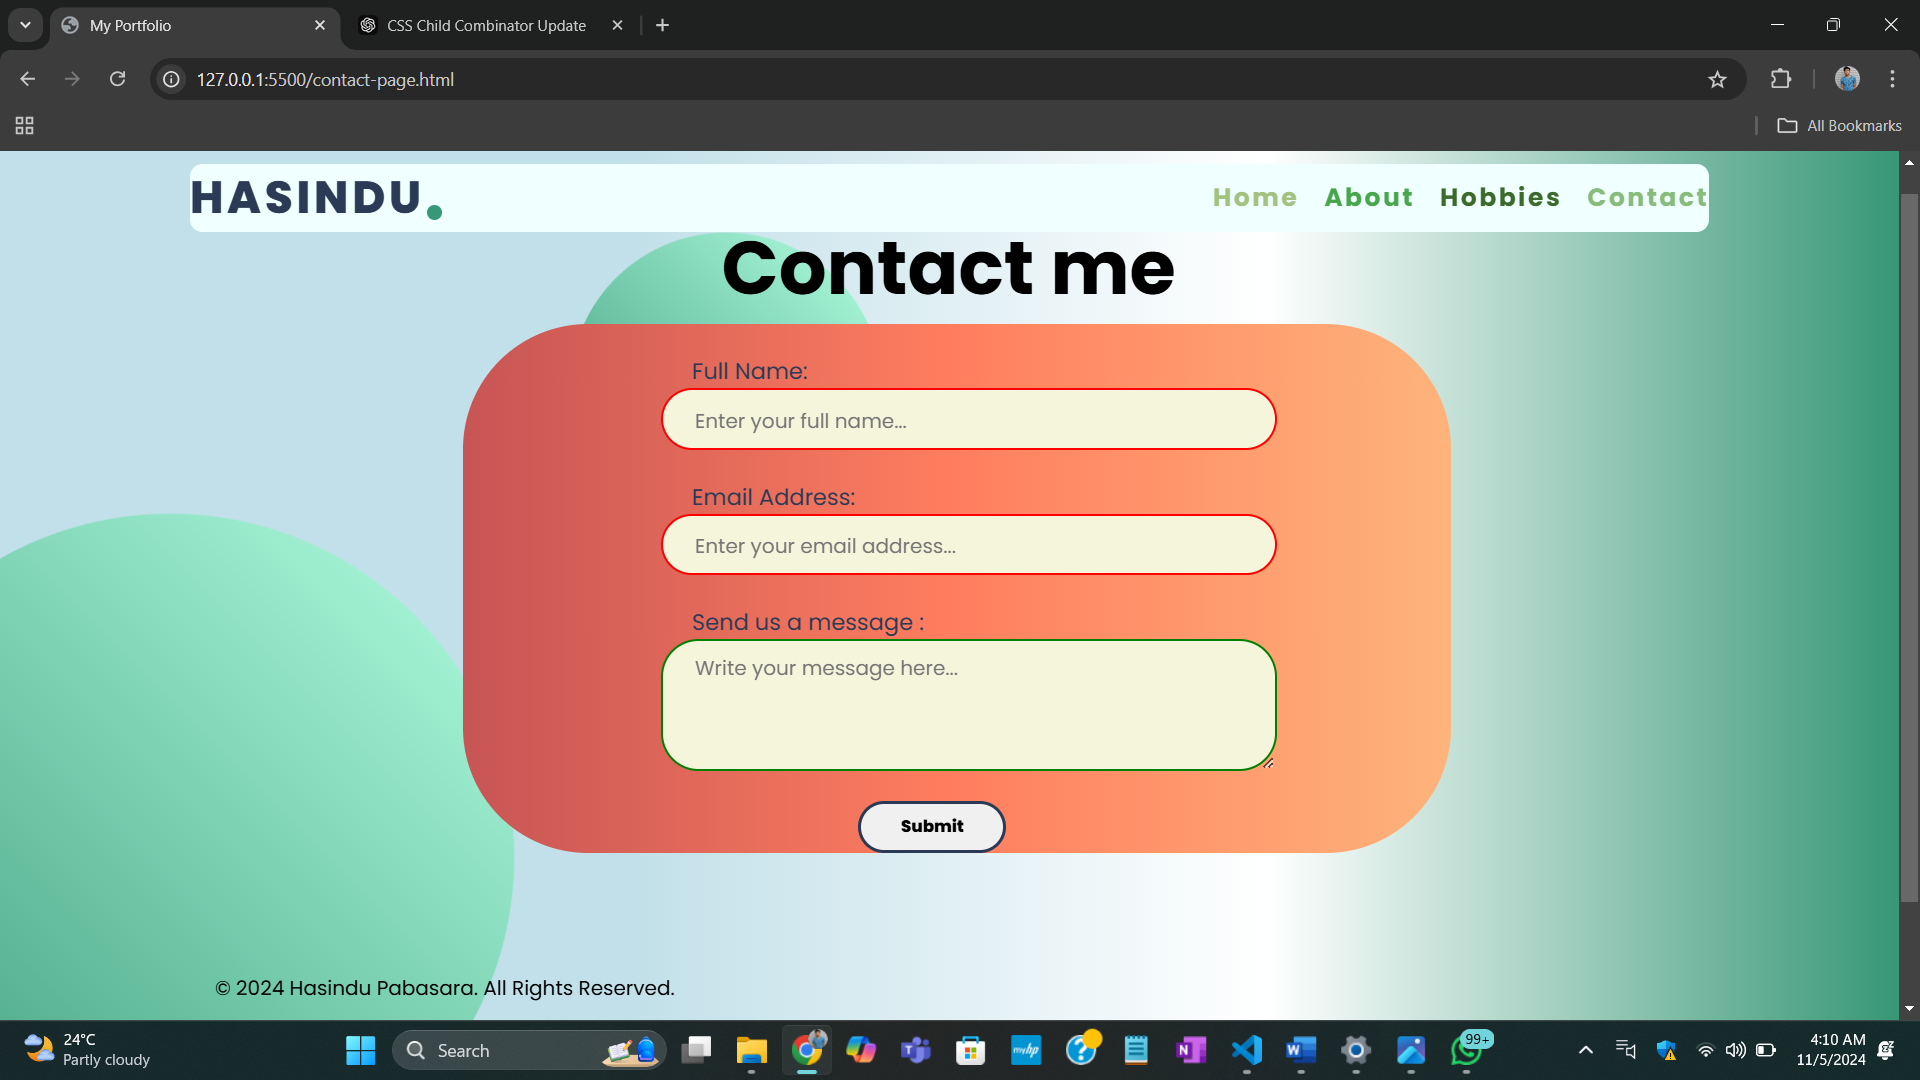 My Portfolio
CSS Child Combinator Update
127.0.0.1:5500/contact-page.html
All Bookmarks
HASINDU.
Home About Hobbies Contact
Contact me
Full Name:
Enter your full name...
Email Address:
Enter your email address...
Send us a message :
Write your message here...
Submit
© 2024 Hasindu Pabasara. All Rights Reserved.
24°C
Partly cloudy
Search
myhp
99+
4:10 AM
11/5/2024